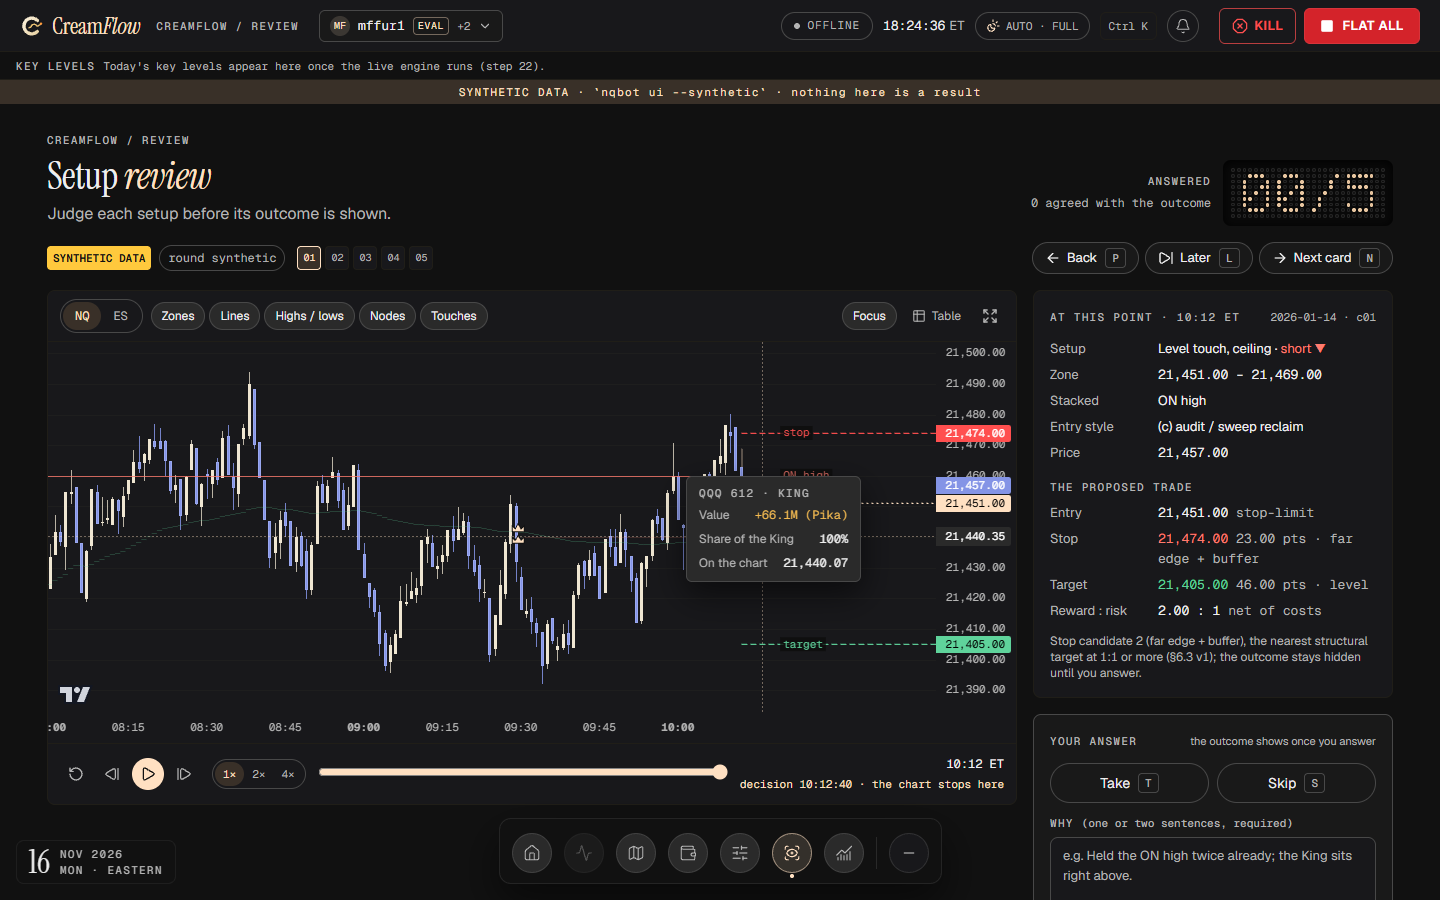 CreamFlow
CREAMFLOW / REVIEW
MF mffur1 EVAL +2
OFFLINE
18:24:36 ET
AUTO · FULL
Ctrl K
KILL
FLAT ALL
KEY LEVELS Today's key levels appear here once the live engine runs (step 22).
SYNTHETIC DATA · `nqbot ui --synthetic` · nothing here is a result
CREAMFLOW / REVIEW
Setup review
Judge each setup before its outcome is shown.
ANSWERED
0 agreed with the outcome
00/5
SYNTHETIC DATA
round synthetic
01 02 03 04 05
Back P
Later L
Next card N
NQ ES
Zones
Lines
Highs / lows
Nodes
Touches
Focus
Table
21,500.00
21,490.00
21,480.00
stop
21,474.00
21,470.00
ON high
21,460.00
21,457.00
21,451.00
21,440.35
21,430.00
21,420.00
21,410.00
target
21,405.00
21,400.00
21,390.00
QQQ 612 · KING
Value +66.1M (Pika)
Share of the King 100%
On the chart 21,440.07
:00 08:15 08:30 08:45 09:00 09:15 09:30 09:45 10:00
1× 2× 4×
10:12 ET
decision 10:12:40 · the chart stops here
AT THIS POINT · 10:12 ET
2026-01-14 · c01
Setup Level touch, ceiling · short ▼
Zone 21,451.00 – 21,469.00
Stacked ON high
Entry style (c) audit / sweep reclaim
Price 21,457.00
THE PROPOSED TRADE
Entry 21,451.00 stop-limit
Stop 21,474.00 23.00 pts · far
edge + buffer
Target 21,405.00 46.00 pts · level
Reward : risk 2.00 : 1 net of costs
Stop candidate 2 (far edge + buffer), the nearest structural
target at 1:1 or more (§6.3 v1); the outcome stays hidden
until you answer.
YOUR ANSWER
the outcome shows once you answer
Take T
Skip S
WHY (one or two sentences, required)
e.g. Held the ON high twice already; the King sits
right above.
16 NOV 2026
MON · EASTERN